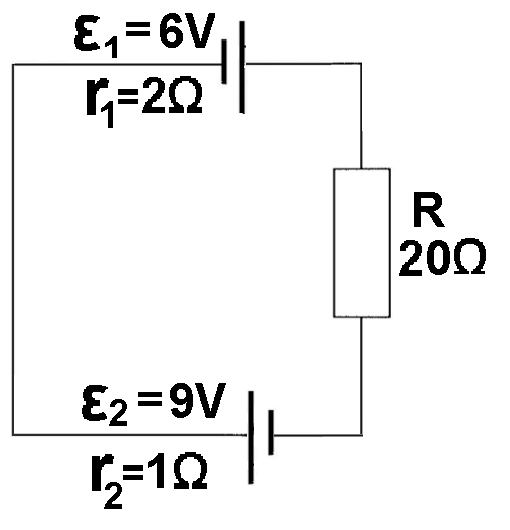 ε₁ = 6V
r₁=2Ω
R
20Ω
ε₂ = 9V
r₂=1Ω